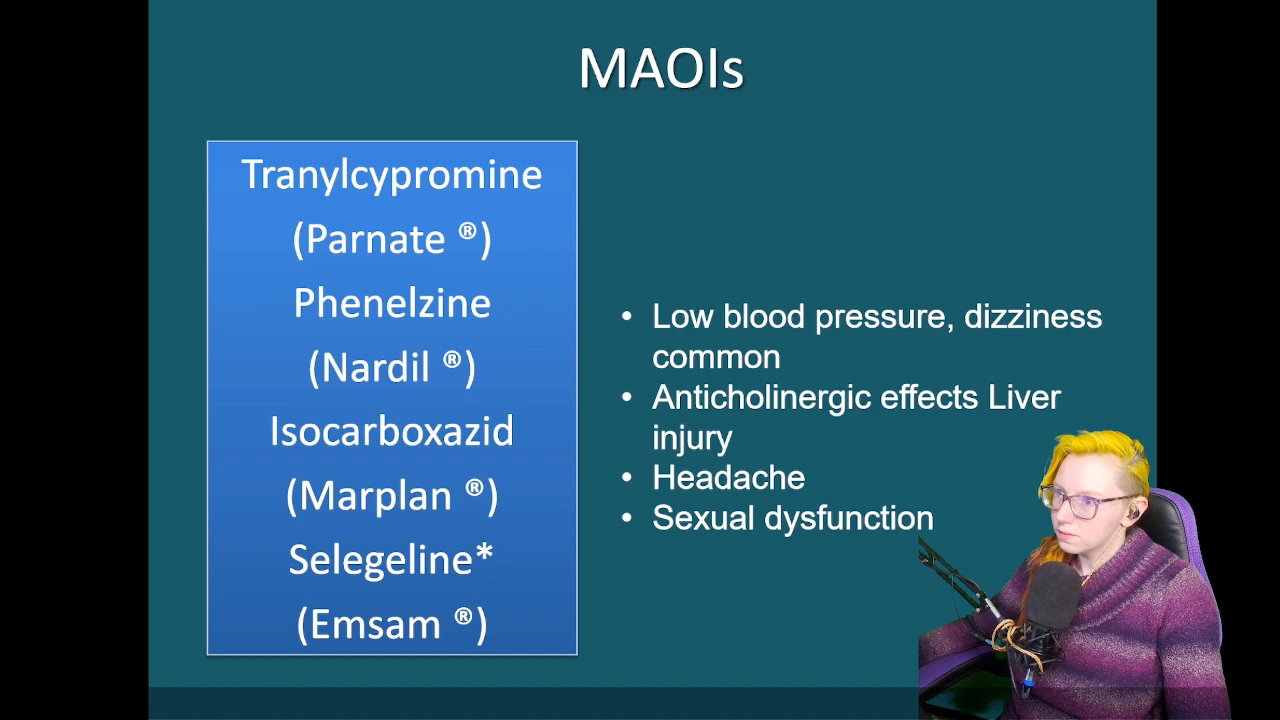 MAOIs
Tranylcypromine
(Parnate ®)
Phenelzine
(Nardil ®)
Isocarboxazid
(Marplan ®)
Selegeline*
(Emsam ®)
• Low blood pressure, dizziness
common
• Anticholinergic effects Liver
injury
• Headache
• Sexual dysfunction